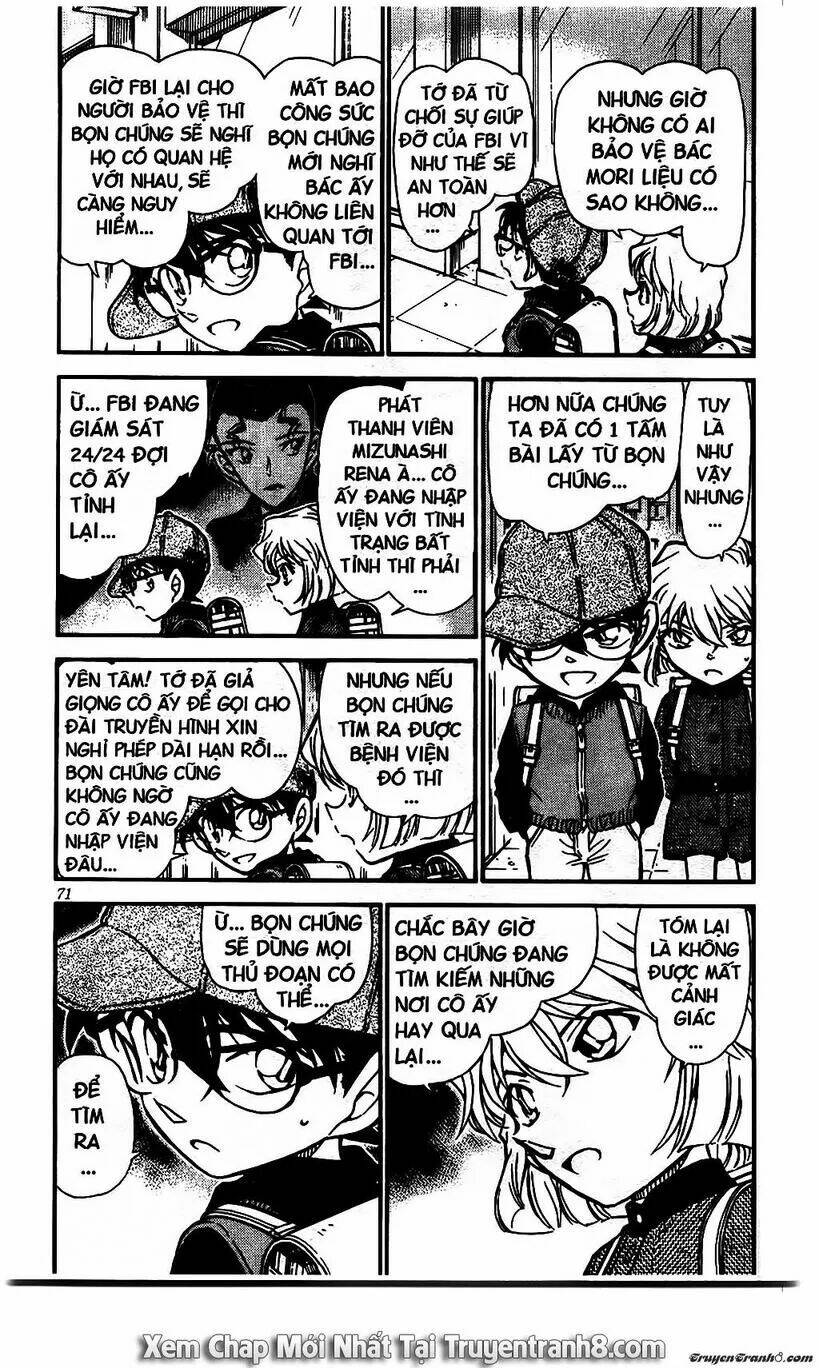 NHƯNG GIỜ
KHÔNG CÓ AI
BẢO VỆ BÁC
MORI LIỆU CÓ
SAO KHÔNG...
TỚ ĐÃ TỪ
CHỐI SỰ GIÚP
ĐỠ CỦA FBI VÌ
NHƯ THẾ SẼ
AN TOÀN
HƠN
...
MẤT BAO
CÔNG SỨC
BỌN CHÚNG
MỚI NGHĨ
BÁC ẤY
KHÔNG LIÊN
QUAN TỚI
FBI...
GIỜ FBI LẠI CHO
NGƯỜI BẢO VỆ THÌ
BỌN CHÚNG SẼ NGHĨ
HỌ CÓ QUAN HỆ
VỚI NHAU, SẼ
CÀNG NGUY
HIỂM...
TUY
LÀ
NHƯ
VẬY
NHƯNG
...
HƠN NỮA CHÚNG
TA ĐÃ CÓ 1 TẤM
BÀI LẤY TỪ BỌN
CHÚNG...
PHÁT
THANH VIÊN
MIZUNASHI
RENA À... CÔ
ẤY ĐANG NHẬP
VIỆN VỚI TÌNH
TRẠNG BẤT
TỈNH THÌ PHẢI
...
Ừ... FBI ĐANG
GIÁM SÁT
24/24 ĐỢI
CÔ ẤY
TỈNH
LẠI...
NHƯNG NẾU
BỌN CHÚNG
TÌM RA ĐƯỢC
BỆNH VIỆN
ĐÓ THÌ
...
YÊN TÂM! TỚ ĐÃ GIẢ
GIỌNG CÔ ẤY ĐỂ GỌI CHO
ĐÀI TRUYỀN HÌNH XIN
NGHỈ PHÉP DÀI HẠN RỒI...
BỌN CHÚNG CŨNG
KHÔNG NGỜ
CÔ ẤY ĐANG
NHẬP VIỆN
ĐÂU...
71
TÓM LẠI
LÀ KHÔNG
ĐƯỢC MẤT
CẢNH
GIÁC
...
CHẮC BÂY GIỜ
BỌN CHÚNG ĐANG
TÌM KIẾM NHỮNG
NƠI CÔ ẤY
HAY QUA
LẠI...
Ừ... BỌN CHÚNG
SẼ DÙNG MỌI
THỦ ĐOẠN CÓ
THỂ...
ĐỂ
TÌM
RA
...
Xem Chap Mới Nhất Tại Truyentranh8.com
TruyenTranh8.com